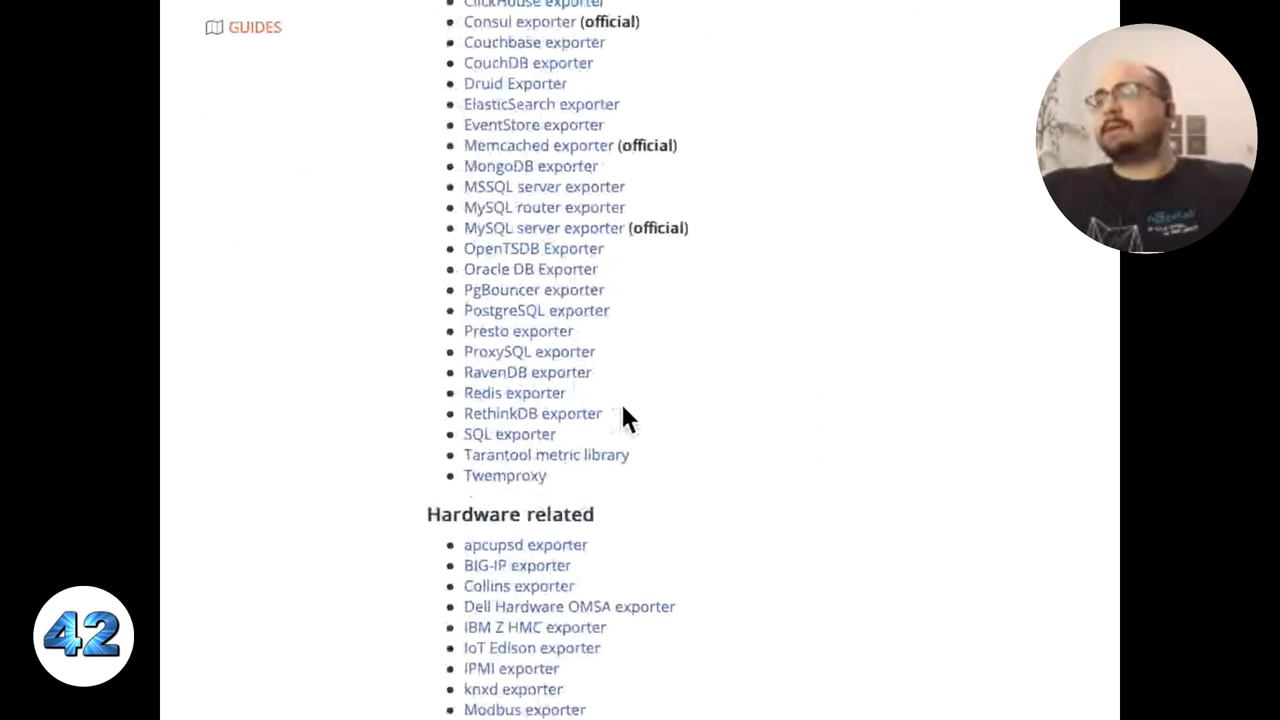 GUIDES
ClickHouse exporter
Consul exporter (official)
Couchbase exporter
CouchDB exporter
Druid Exporter
ElasticSearch exporter
EventStore exporter
Memcached exporter (official)
MongoDB exporter
MSSQL server exporter
MySQL router exporter
MySQL server exporter (official)
OpenTSDB Exporter
Oracle DB Exporter
PgBouncer exporter
PostgreSQL exporter
Presto exporter
ProxySQL exporter
RavenDB exporter
Redis exporter
RethinkDB exporter
SQL exporter
Tarantool metric library
Twemproxy
Hardware related
apcupsd exporter
BIG-IP exporter
Collins exporter
Dell Hardware OMSA exporter
IBM Z HMC exporter
IoT Edison exporter
IPMI exporter
knxd exporter
Modbus exporter
42